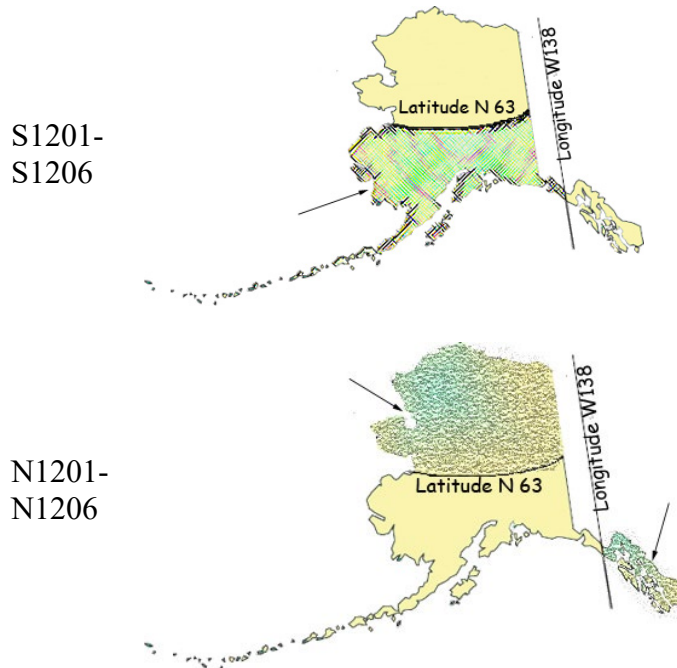 Latitude N 63
Longitude W138
S1201-
S1206
Longitude W138
N1201-
N1206
Latitude N 63